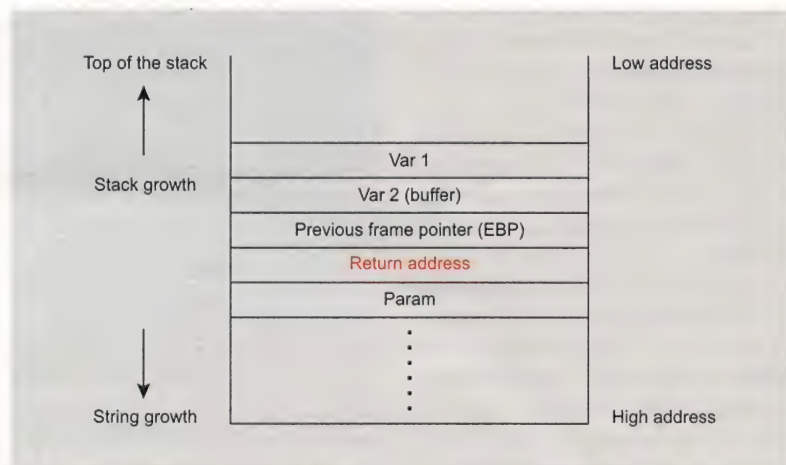 Top of the stack
Low address
Var 1
Stack growth
Var 2 (buffer)
Previous frame pointer (EBP)
Return address
Param
String growth
High address